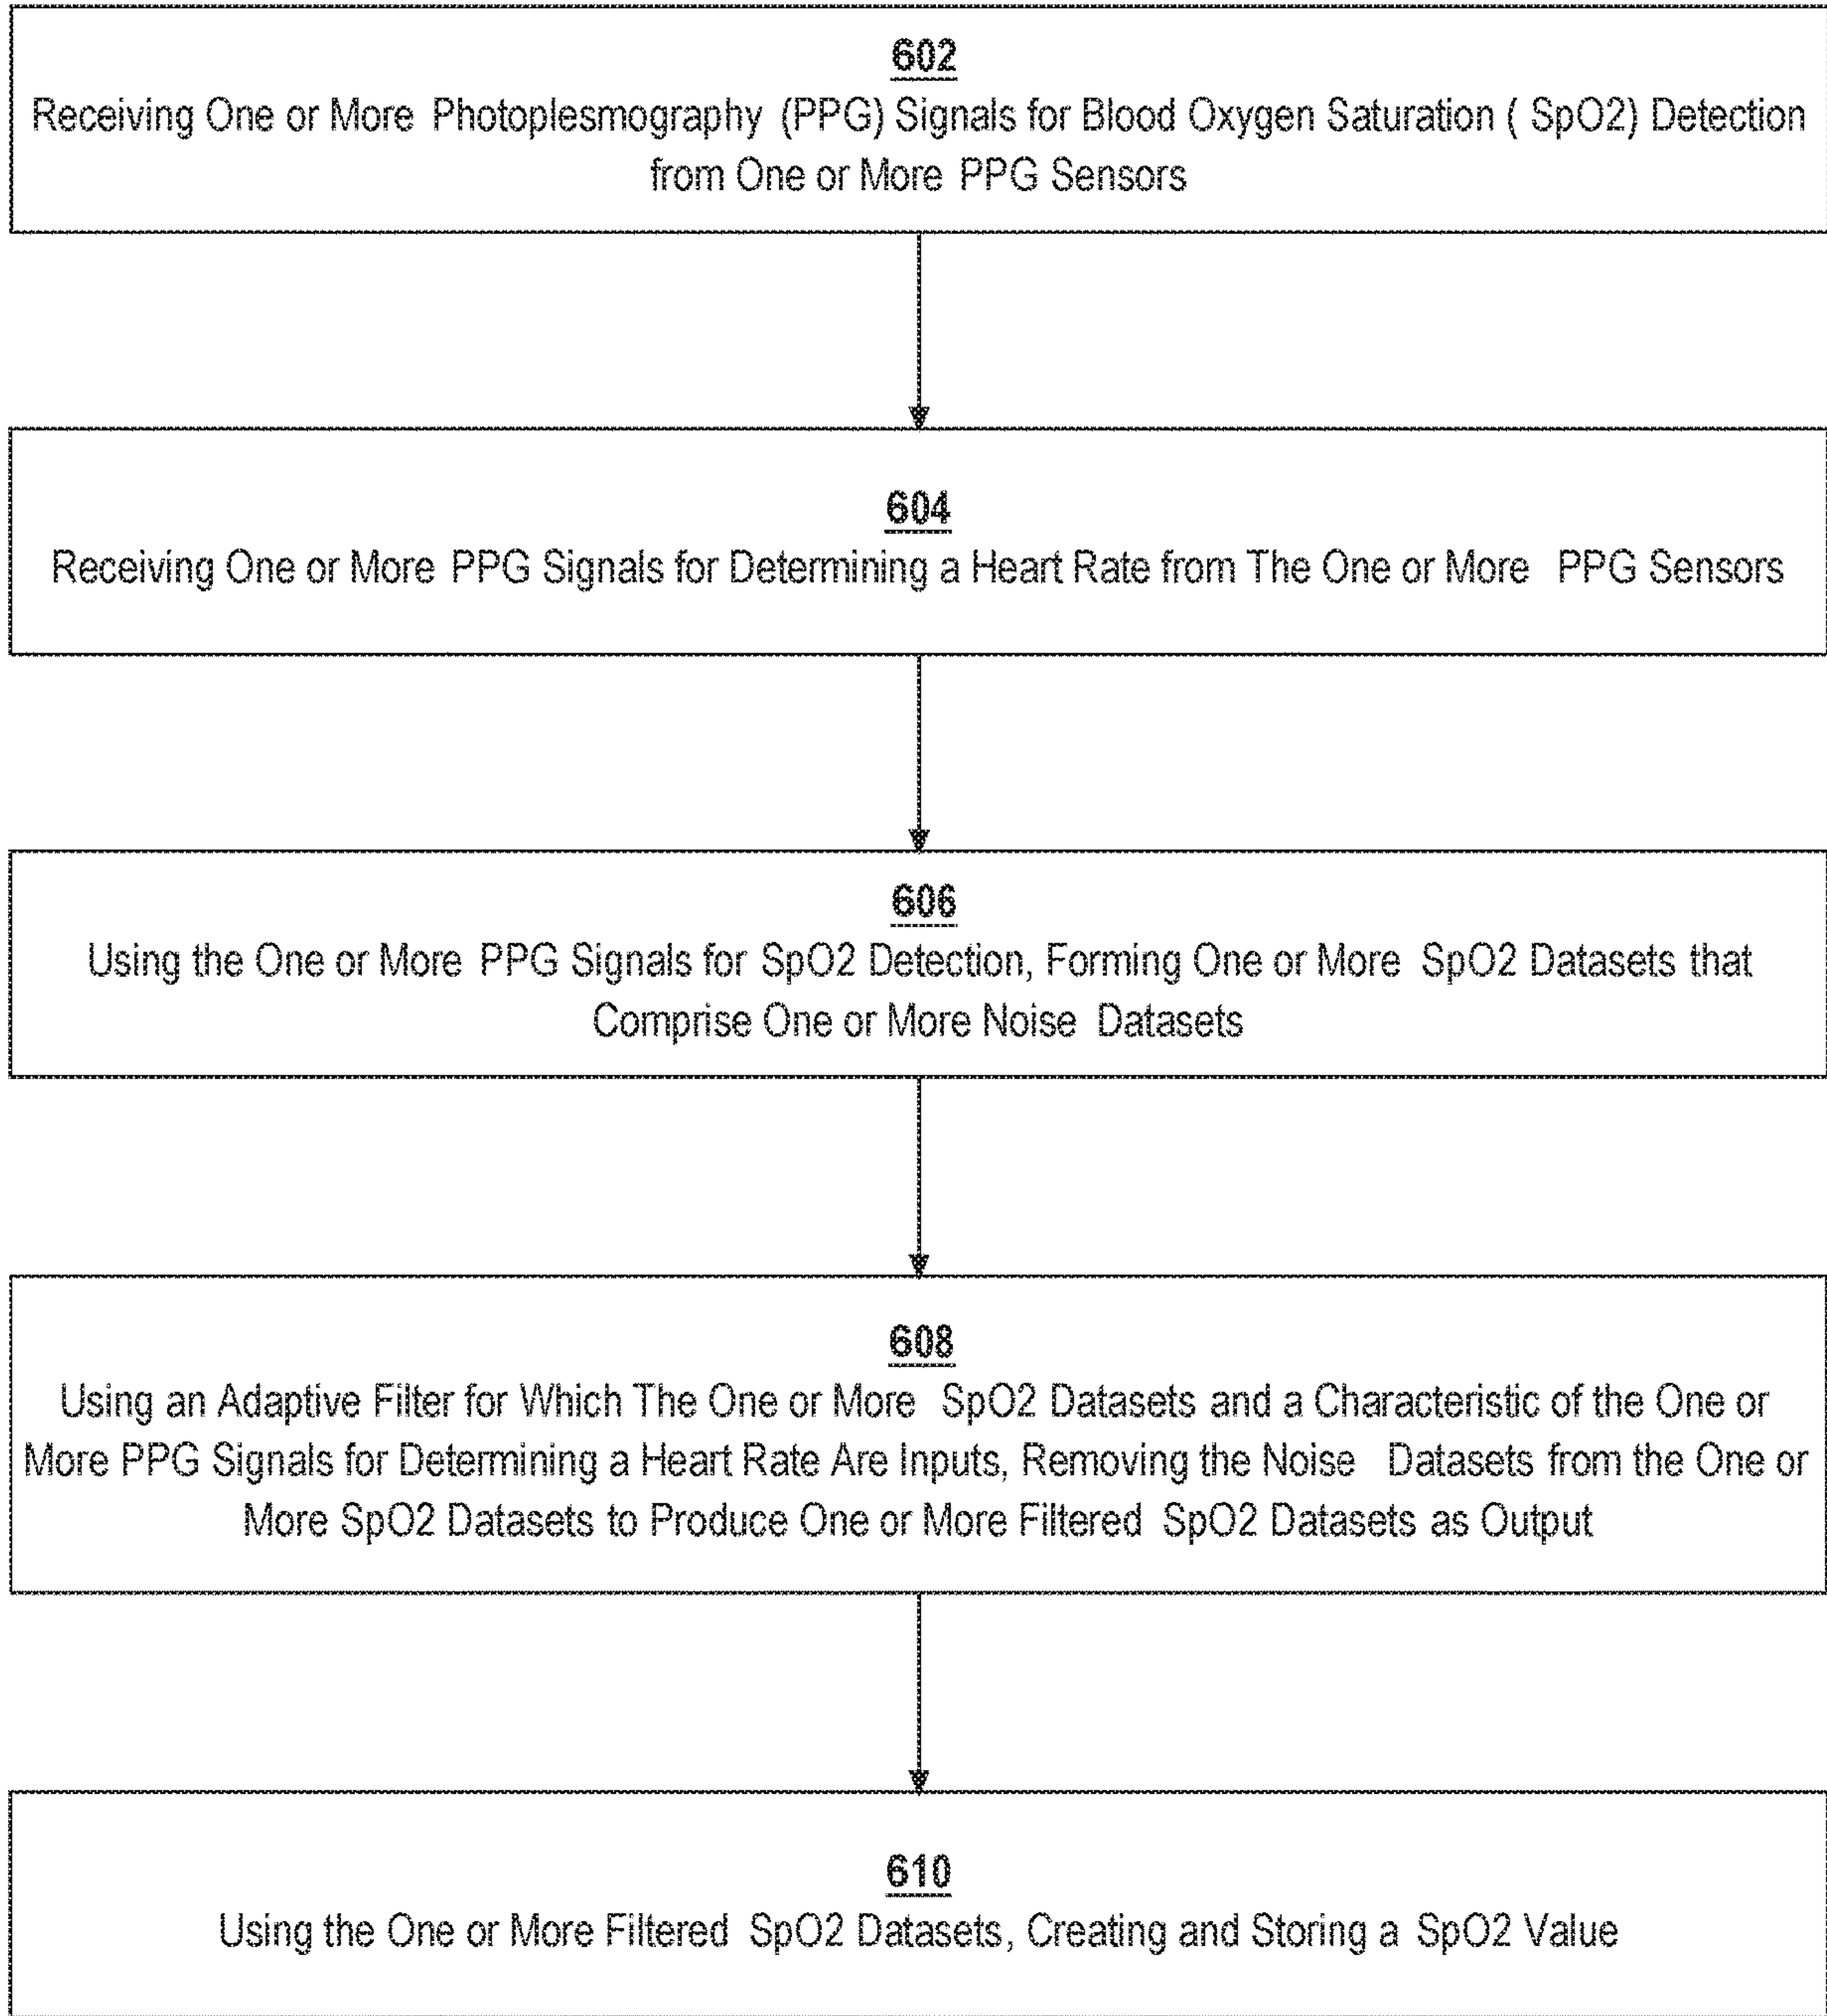 602
Receiving One or More Photoplesmography (PPG) Signals for Blood Oxygen Saturation ( SpO2) Detection
from One or More PPG Sensors
604
Receiving One or More PPG Signals for Determining a Heart Rate from The One or More PPG Sensors
606
Using the One or More PPG Signals for SpO2 Detection, Forming One or More SpO2 Datasets that
Comprise One or More Noise Datasets
608
Using an Adaptive Filter for Which The One or More SpO2 Datasets and a Characteristic of the One or
More PPG Signals for Determining a Heart Rate Are Inputs, Removing the Noise Datasets from the One or
More SpO2 Datasets to Produce One or More Filtered SpO2 Datasets as Output
610
Using the One or More Filtered SpO2 Datasets, Creating and Storing a SpO2 Value